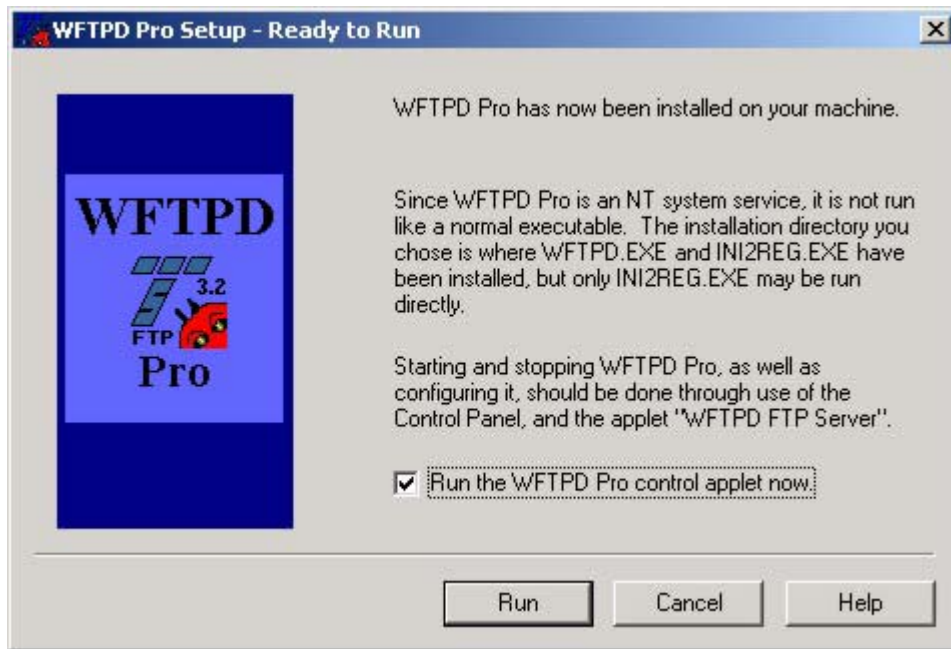 WFTPD Pro Setup - Ready to Run
WFTPD
3.2
FTP
Pro
WFTPD Pro has now been installed on your machine.
Since WFTPD Pro is an NT system service, it is not run
like a normal executable.  The installation directory you
chose is where WFTPD.EXE and INI2REG.EXE have
been installed, but only INI2REG.EXE may be run
directly.
Starting and stopping WFTPD Pro, as well as
configuring it, should be done through use of the
Control Panel, and the applet "WFTPD FTP Server".
Run the WFTPD Pro control applet now.
Run
Cancel
Help